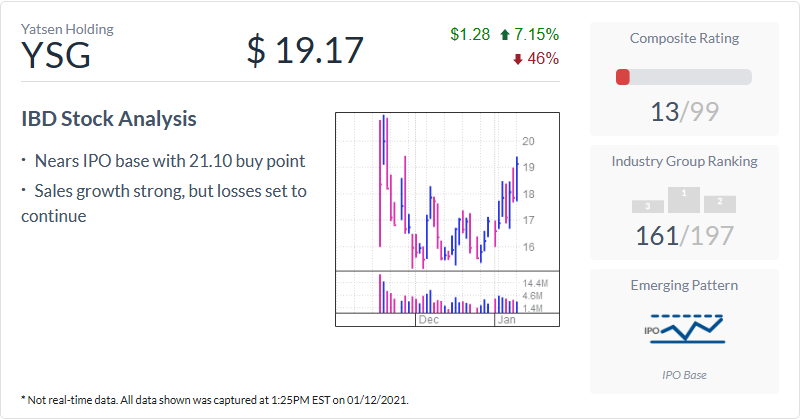 Yatsen Holding
YSG
$ 19.17
$1.28 7.15%
46%
IBD Stock Analysis
· Nears IPO base with 21.10 buy point
· Sales growth strong, but losses set to
continue
20
19
18
17
16
14.4M
4.6M
1.4M
Dec
Jan
Composite Rating
13/99
Industry Group Ranking
3 1 2
161/197
Emerging Pattern
IPO
IPO Base
* Not real-time data. All data shown was captured at 1:25PM EST on 01/12/2021.